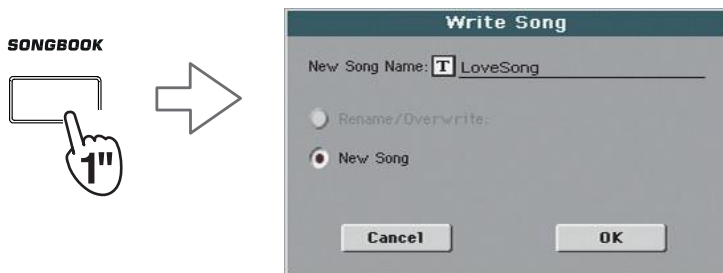 SONGBOOK
1"
Write Song
New Song Name: T LoveSong
Rename/Overwrite:
New Song
Cancel
OK